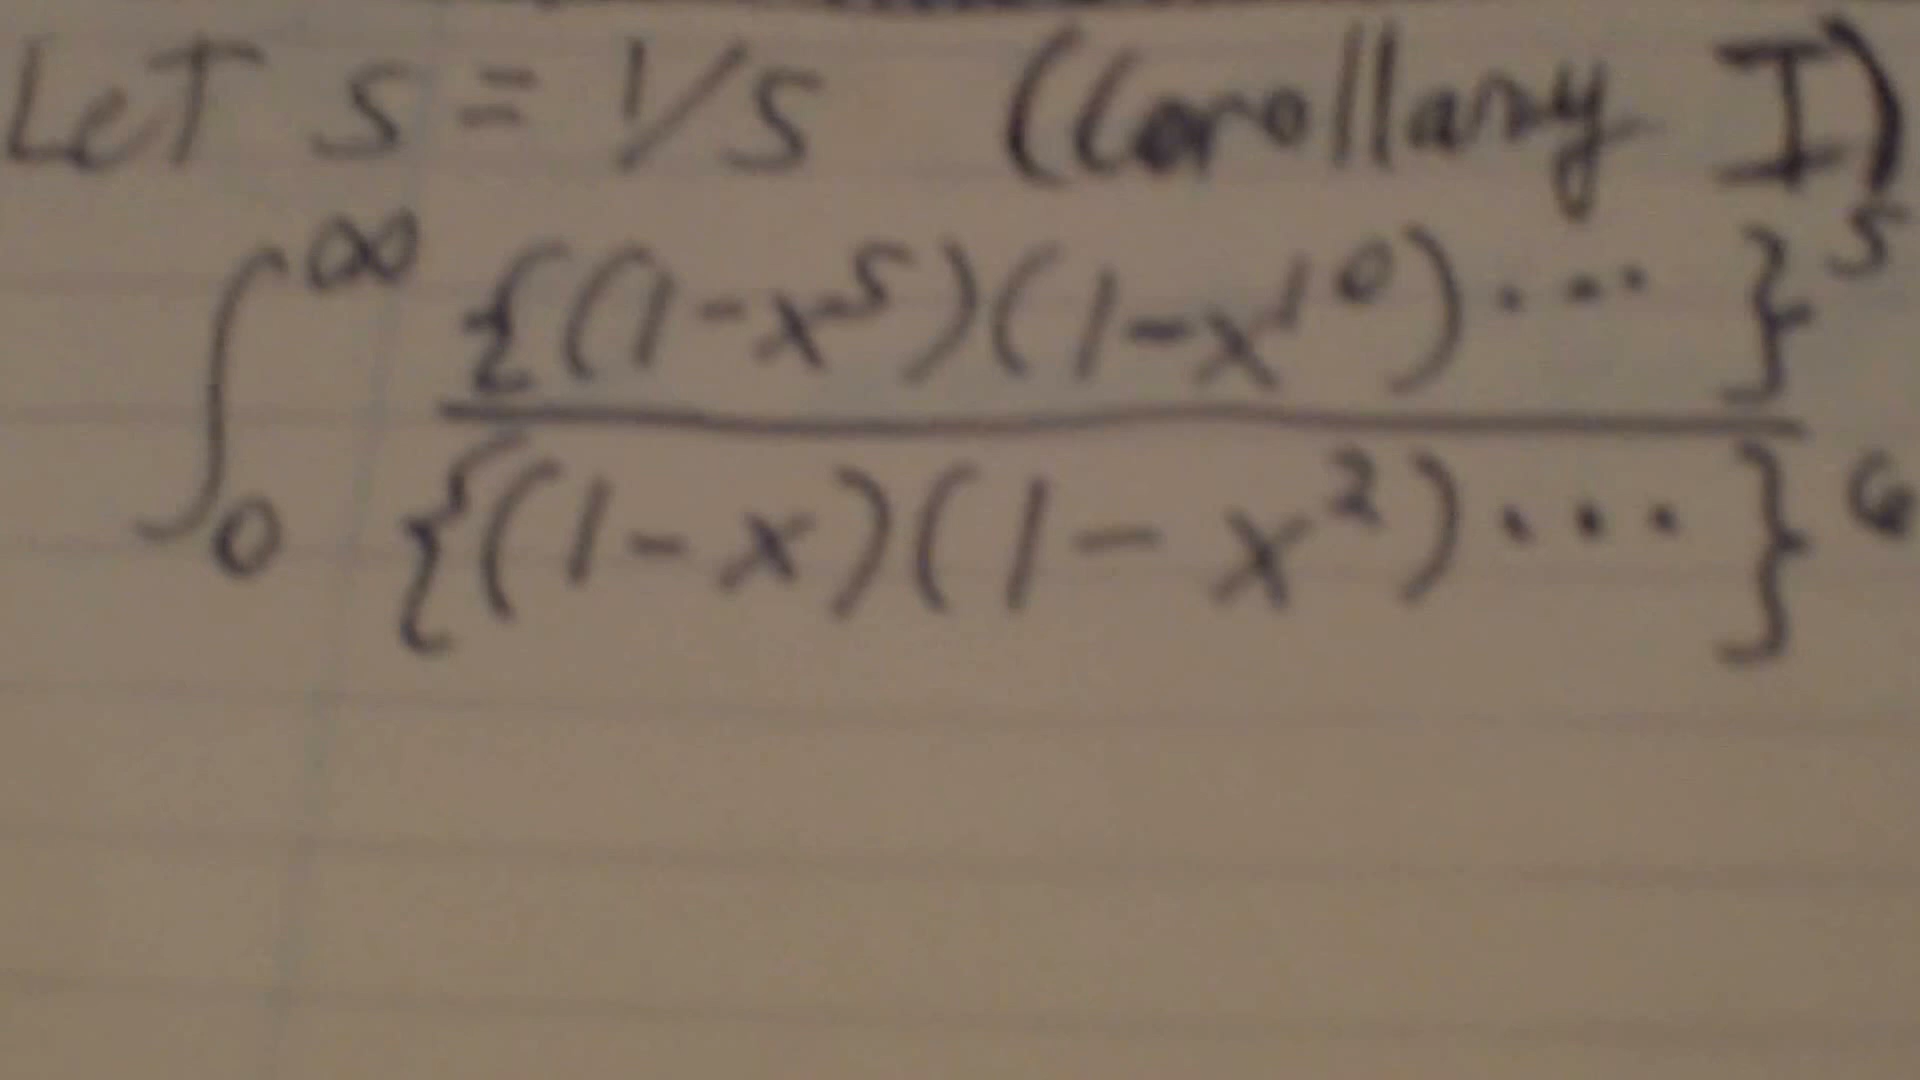 Let s = 1/5 (Corollary I)
∫₀^∞ {(1-x⁵)(1-x¹⁰)···}⁵ / {(1-x)(1-x²)···}⁶